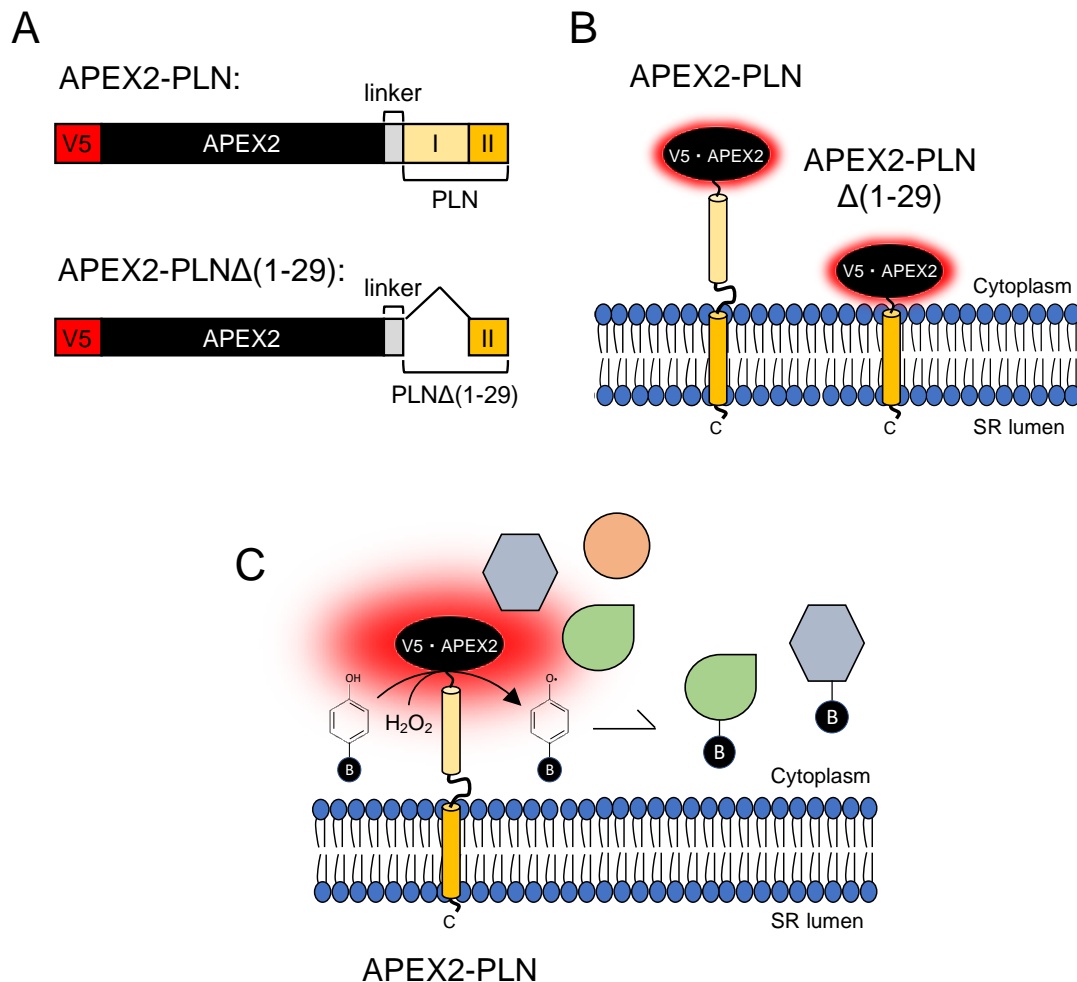 A
APEX2-PLN:
linker
V5
APEX2
I
II
PLN
APEX2-PLNΔ(1-29):
linker
V5
APEX2
II
PLNΔ(1-29)
B
APEX2-PLN
V5 · APEX2
APEX2-PLN
Δ(1-29)
V5 · APEX2
Cytoplasm
C
C
SR lumen
C
V5 · APEX2
OH
H₂O₂
O•
B
B
B
B
Cytoplasm
C
SR lumen
APEX2-PLN